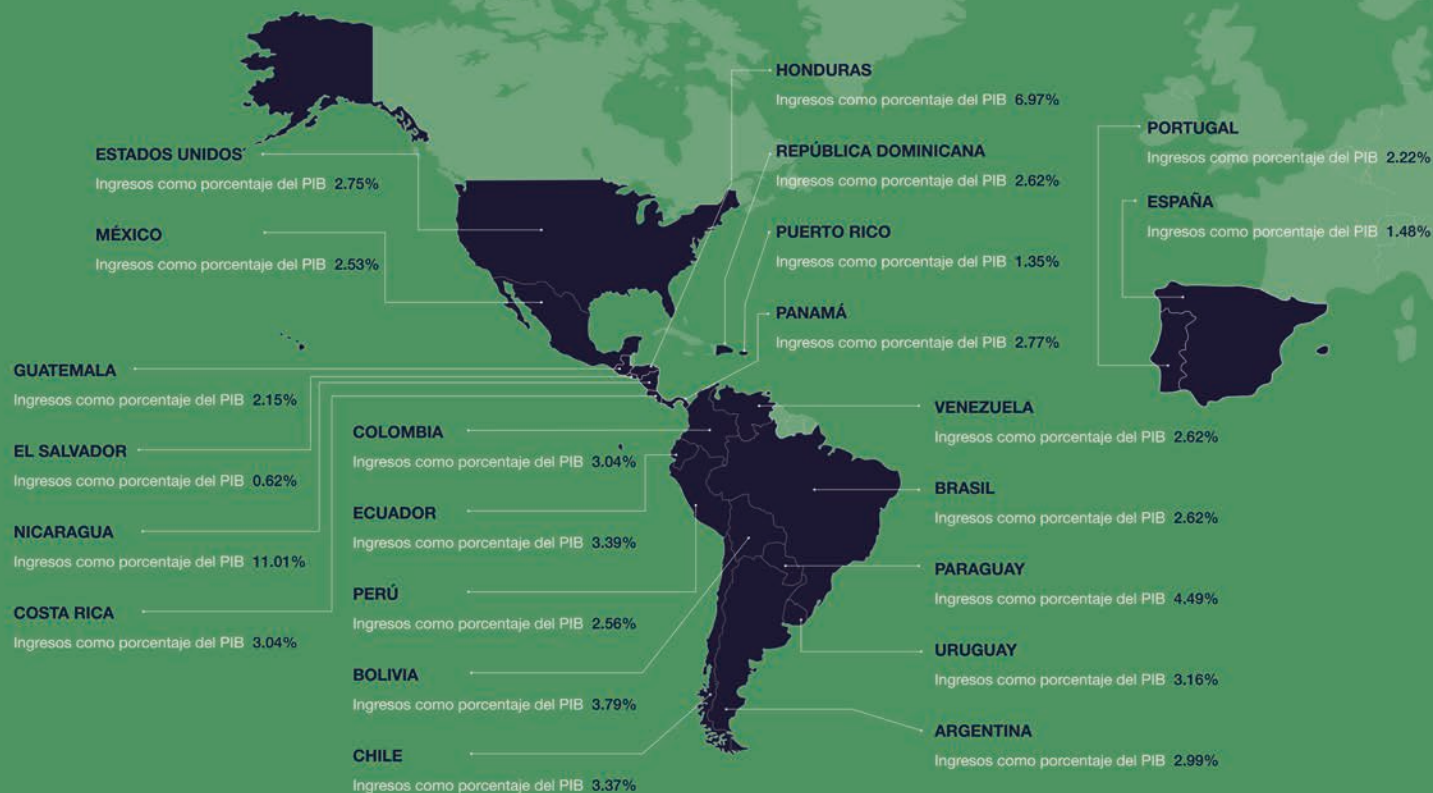 ESTADOS UNIDOS
Ingresos como porcentaje del PIB 2.75%
MÉXICO
Ingresos como porcentaje del PIB 2.53%
GUATEMALA
Ingresos como porcentaje del PIB 2.15%
EL SALVADOR
Ingresos como porcentaje del PIB 0.62%
NICARAGUA
Ingresos como porcentaje del PIB 11.01%
COSTA RICA
Ingresos como porcentaje del PIB 3.04%
COLOMBIA
Ingresos como porcentaje del PIB 3.04%
ECUADOR
Ingresos como porcentaje del PIB 3.39%
PERÚ
Ingresos como porcentaje del PIB 2.56%
BOLIVIA
Ingresos como porcentaje del PIB 3.79%
CHILE
Ingresos como porcentaje del PIB 3.37%
HONDURAS
Ingresos como porcentaje del PIB 6.97%
REPÚBLICA DOMINICANA
Ingresos como porcentaje del PIB 2.62%
PUERTO RICO
Ingresos como porcentaje del PIB 1.35%
PANAMÁ
Ingresos como porcentaje del PIB 2.77%
VENEZUELA
Ingresos como porcentaje del PIB 2.62%
BRASIL
Ingresos como porcentaje del PIB 2.62%
PARAGUAY
Ingresos como porcentaje del PIB 4.49%
URUGUAY
Ingresos como porcentaje del PIB 3.16%
ARGENTINA
Ingresos como porcentaje del PIB 2.99%
PORTUGAL
Ingresos como porcentaje del PIB 2.22%
ESPAÑA
Ingresos como porcentaje del PIB 1.48%